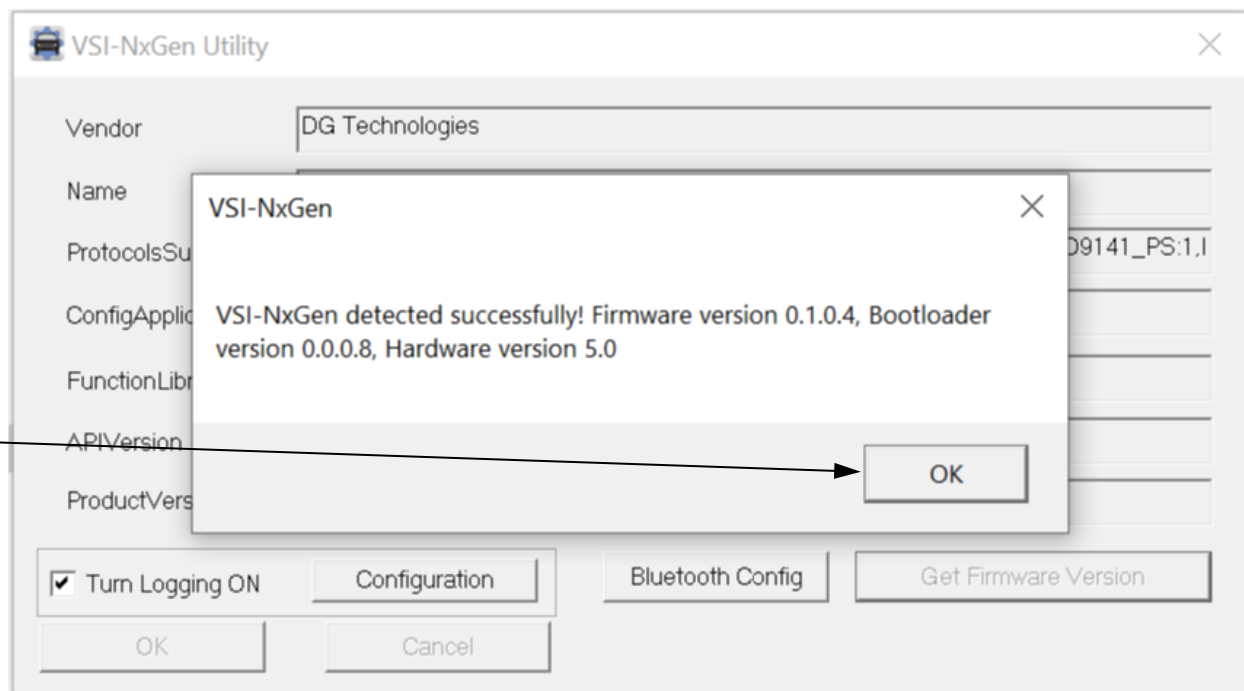 VSI-NxGen Utility
Vendor
DG Technologies
Name
VSI-NxGen
ProtocolsSu
D9141_PS:1,I
ConfigApplic
VSI-NxGen detected successfully! Firmware version 0.1.0.4, Bootloader
version 0.0.0.8, Hardware version 5.0
FunctionLibr
APIVersion
OK
ProductVers
Turn Logging ON
Configuration
Bluetooth Config
Get Firmware Version
OK
Cancel